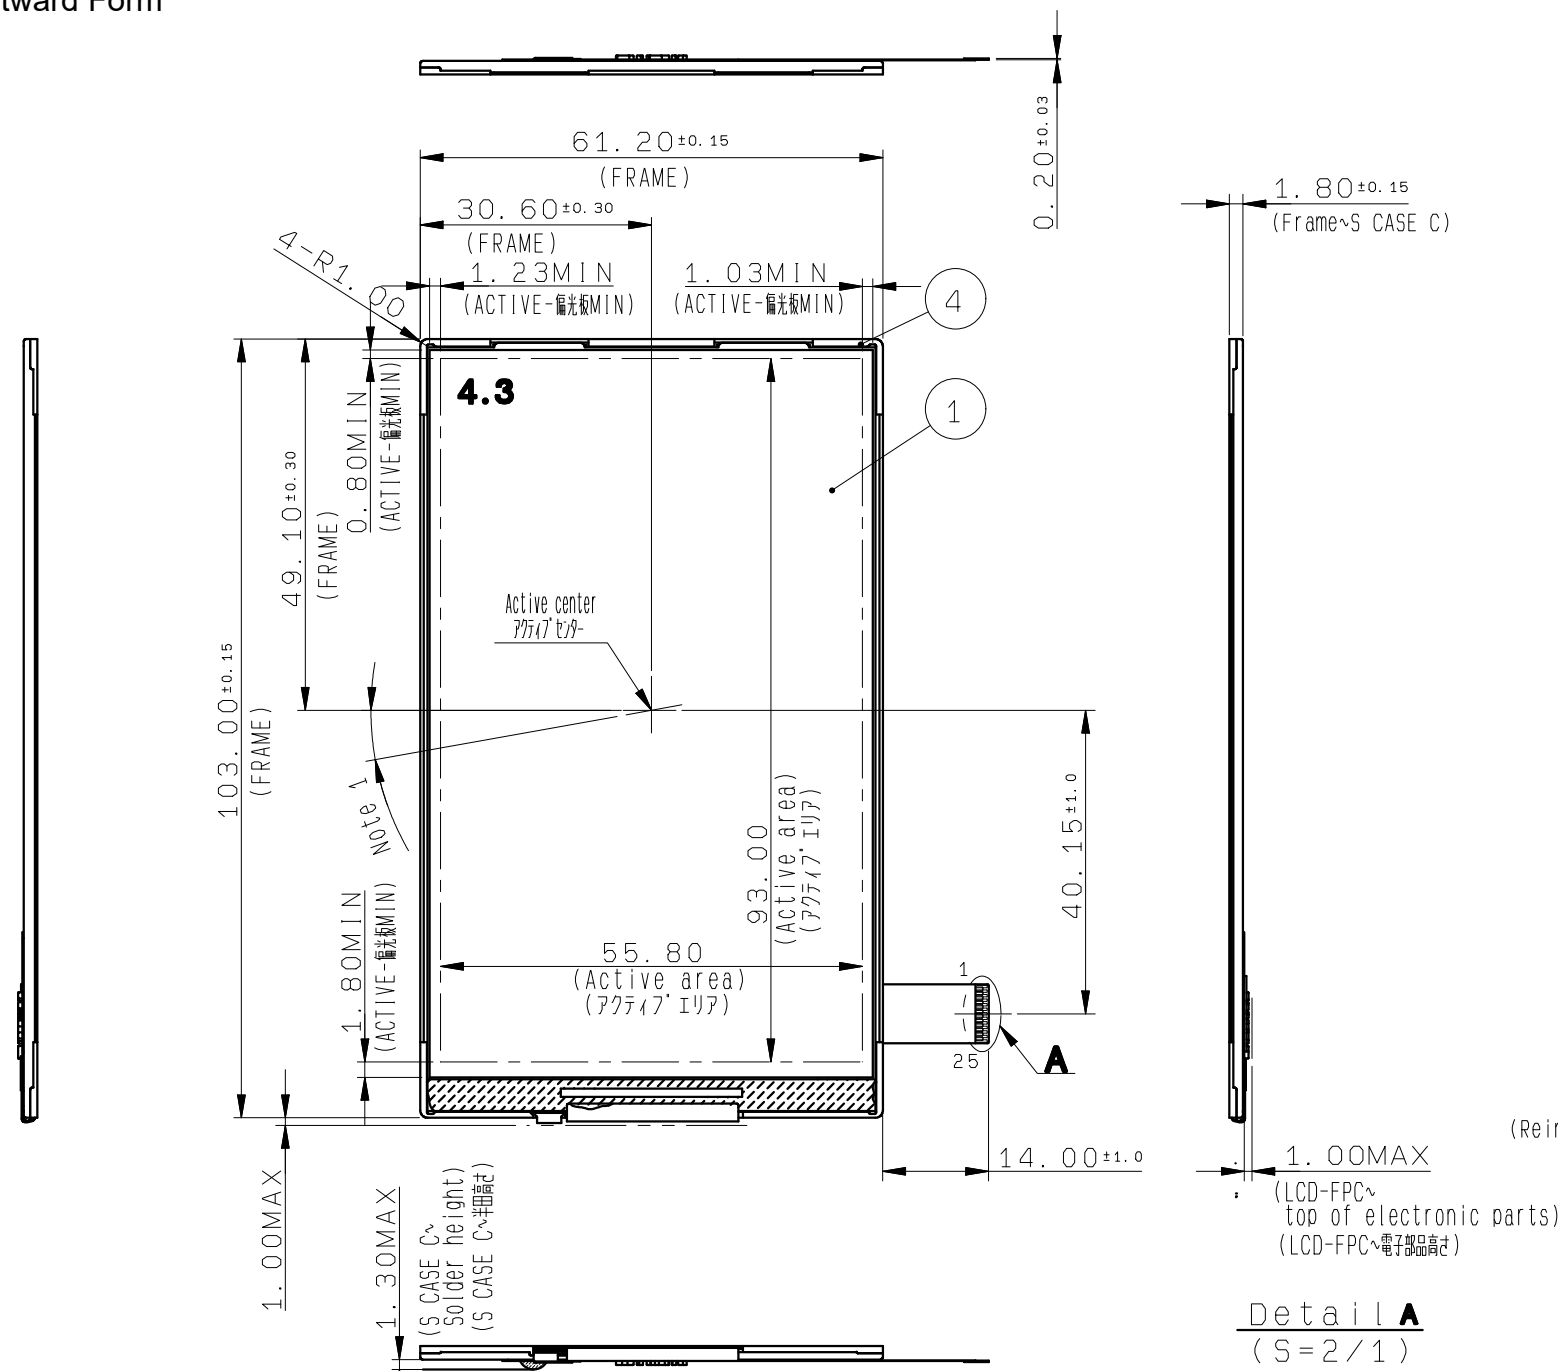 tward Form
0.20±0.03
61.20±0.15
(FRAME)
1.80±0.15
(Frame~S CASE C)
30.60±0.30
(FRAME)
4-R1.00
1.23MIN
(ACTIVE-偏光板MIN)
1.03MIN
(ACTIVE-偏光板MIN)
4
4.3
1
0.80MIN
(ACTIVE-偏光板MIN)
49.10±0.30
(FRAME)
Active center
アクティブセンター
103.00±0.15
(FRAME)
Note 1
93.00
(Active area)
(アクティブエリア)
40.15±1.0
1.80MIN
(ACTIVE-偏光板MIN)
55.80
(Active area)
(アクティブエリア)
1
25
A
14.00±1.0
(Reir
1.00MAX
(LCD-FPC~
top of electronic parts)
(LCD-FPC~電子部品高さ)
1.00MAX
1.30MAX
(S CASE C~
Solder height)
(S CASE C~半田高さ)
Detail A
(S=2/1)